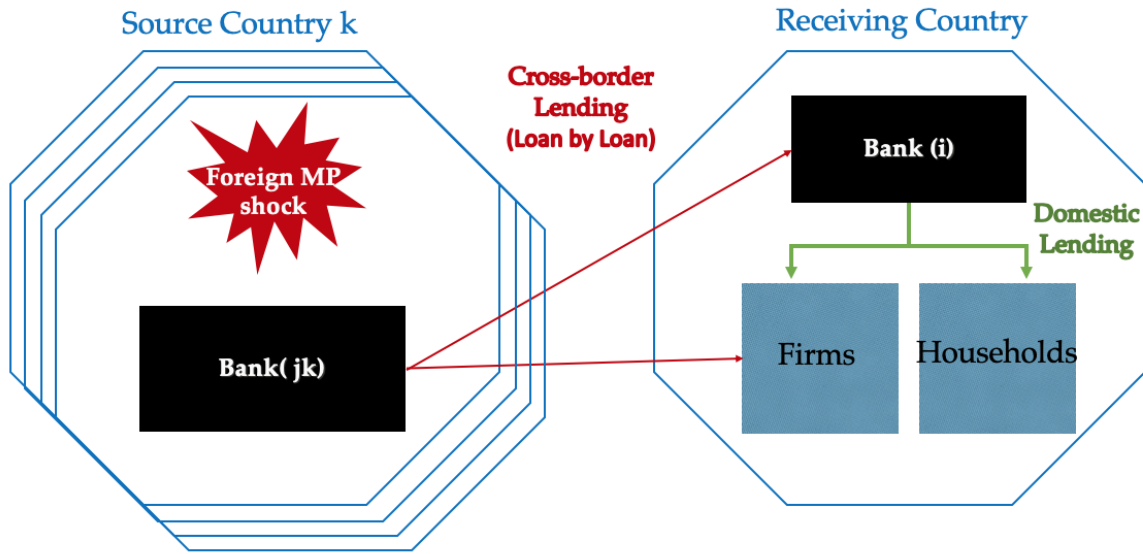 Source Country k
Receiving Country
Cross-border
Lending
(Loan by Loan)
Foreign MP
shock
Bank (i)
Domestic
Lending
Bank( jk)
Firms
Households